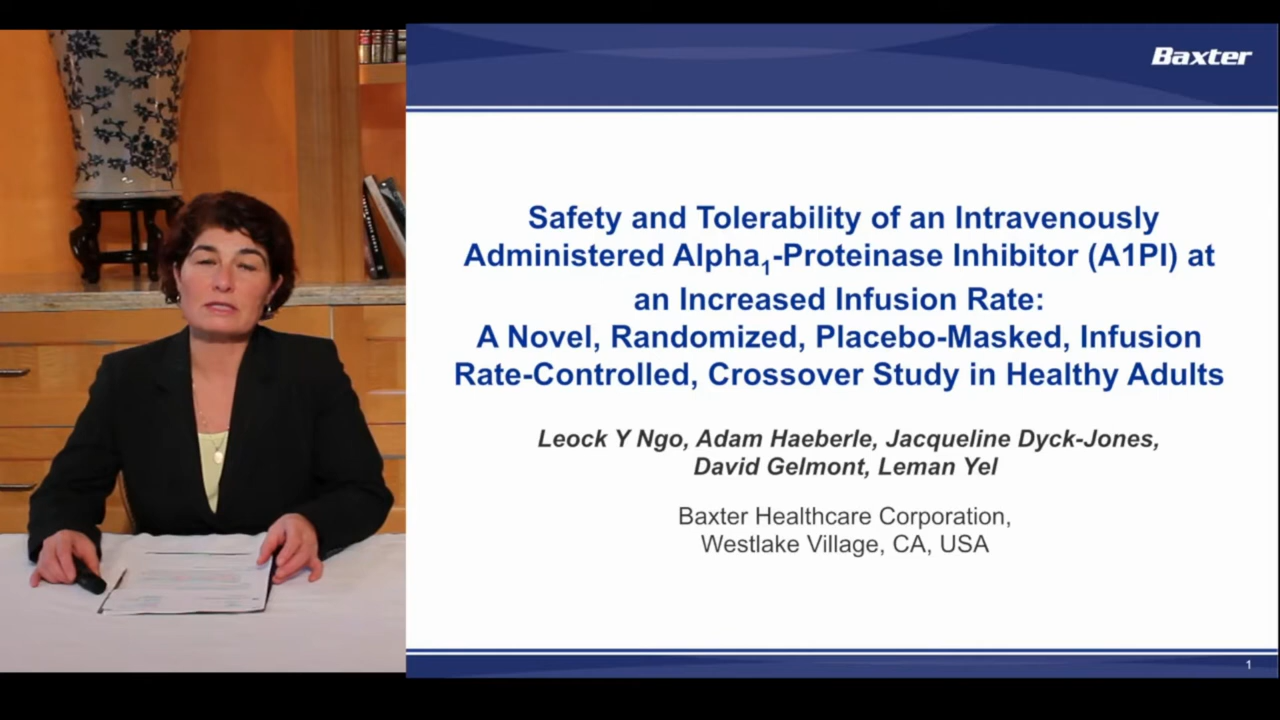 Baxter
Safety and Tolerability of an Intravenously
Administered Alpha₁-Proteinase Inhibitor (A1PI) at
an Increased Infusion Rate:
A Novel, Randomized, Placebo-Masked, Infusion
Rate-Controlled, Crossover Study in Healthy Adults
Leock Y Ngo, Adam Haeberle, Jacqueline Dyck-Jones,
David Gelmont, Leman Yel
Baxter Healthcare Corporation,
Westlake Village, CA, USA
1